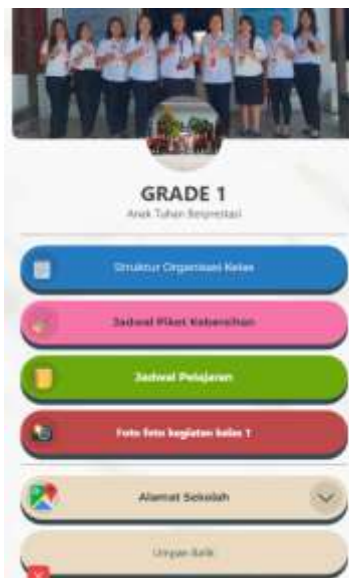 GRADE 1
Anak Tuhan Berprestasi
Struktur Organisasi Kelas
Jadwal Piket Kebersihan
Jadwal Pelajaran
Foto foto kegiatan kelas 1
Alamat Sekolah
Umpan Balik